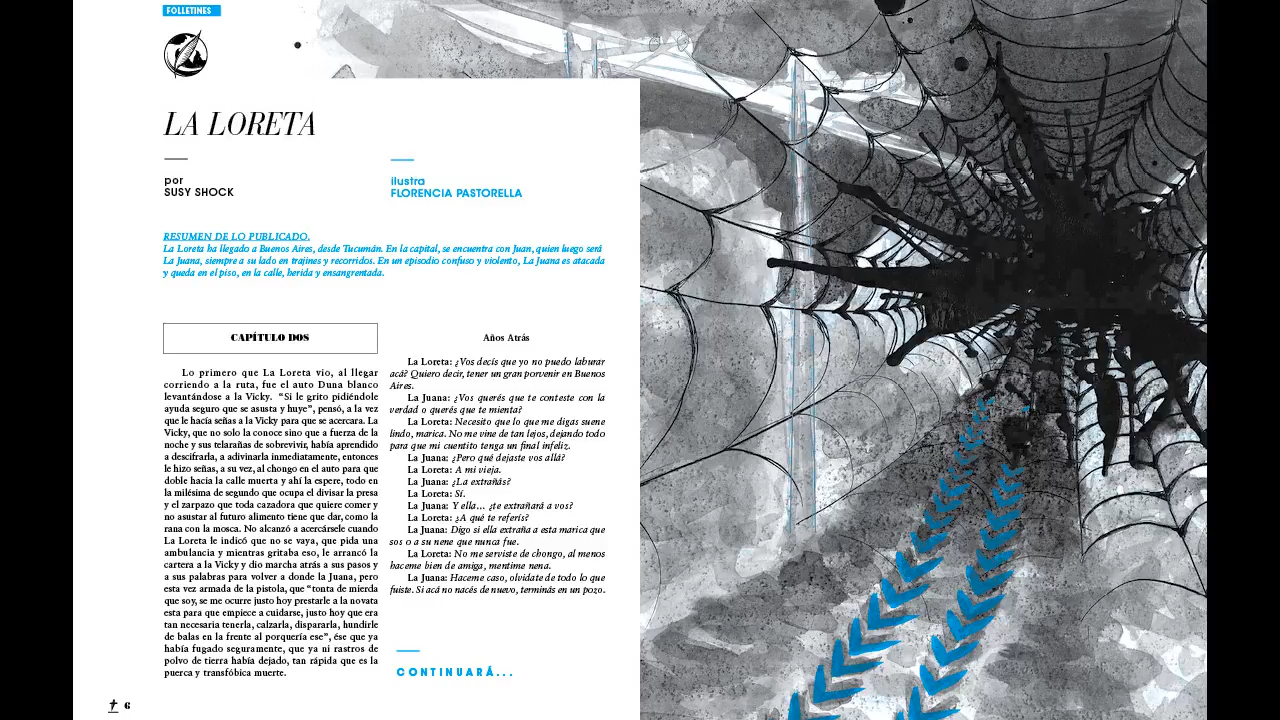 FOLLETINES
LA LORETA
por
SUSY SHOCK
ilustra
FLORENCIA PASTORELLA
RESUMEN DE LO PUBLICADO.
La Loreta ha llegado a Buenos Aires, desde Tucumán. En la capital, se encuentra con Juan, quien luego será
La Juana, siempre a su lado en trajines y recorridos. En un episodio confuso y violento, La Juana es atacada
y queda en el piso, en la calle, herida y ensangrentada.
CAPÍTULO DOS
Lo primero que La Loreta vio, al llegar
corriendo a la ruta, fue el auto Duna blanco
levantándose a la Vicky. “Si le grito pidiéndole
ayuda seguro que se asusta y huye”, pensó, a la vez
que le hacía señas a la Vicky para que se acercara. La
Vicky, que no solo la conoce sino que a fuerza de la
noche y sus telarañas de sobrevivir, había aprendido
a descifrarla, a adivinarla inmediatamente, entonces
le hizo señas, a su vez, al chongo en el auto para que
doble hacia la calle muerta y ahí la espere, todo en
la milésima de segundo que ocupa el divisar la presa
y el zarpazo que toda cazadora que quiere comer y
no asustar al futuro alimento tiene que dar, como la
rana con la mosca. No alcanzó a acercársele cuando
La Loreta le indicó que no se vaya, que pida una
ambulancia y mientras gritaba eso, le arrancó la
cartera a la Vicky y dio marcha atrás a sus pasos y
a sus palabras para volver a donde la Juana, pero
esta vez armada de la pistola, que “tonta de mierda
que soy, se me ocurre justo hoy prestarle a la novata
esta para que empiece a cuidarse, justo hoy que era
tan necesaria tenerla, calzarla, dispararla, hundirle
de balas en la frente al porquería ese”, ése que ya
había fugado seguramente, que ya ni rastros de
polvo de tierra había dejado, tan rápida que es la
puerca y transfóbica muerte.
Años Atrás
La Loreta: ¿Vos decís que yo no puedo laburar
acá? Quiero decir, tener un gran porvenir en Buenos
Aires.
La Juana: ¿Vos querés que te conteste con la
verdad o querés que te mienta?
La Loreta: Necesito que lo que me digas suene
lindo, marica. No me vine de tan lejos, dejando todo
para que mi cuentito tenga un final infeliz.
La Juana: ¿Pero qué dejaste vos allá?
La Loreta: A mi vieja.
La Juana: ¿La extrañás?
La Loreta: Sí.
La Juana: Y ella... ¿te extrañará a vos?
La Loreta: ¿A qué te referís?
La Juana: Digo si ella extraña a esta marica que
sos o a su nene que nunca fue.
La Loreta: No me serviste de chongo, al menos
haceme bien de amiga, mentime nena.
La Juana: Haceme caso, olvidate de todo lo que
fuiste. Si acá no nacés de nuevo, terminás en un pozo.
CONTINUARÁ...
6